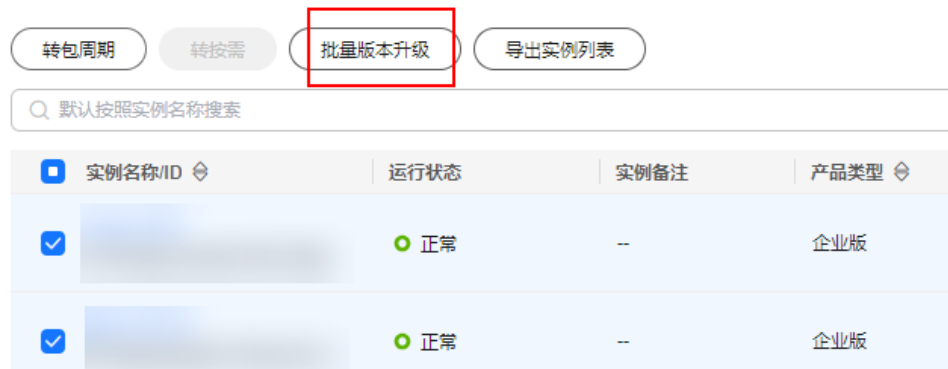 转包周期 转按需 批量版本升级 导出实例列表
默认按照实例名称搜索
实例名称/ID 运行状态 实例备注 产品类型
正常 -- 企业版
正常 -- 企业版